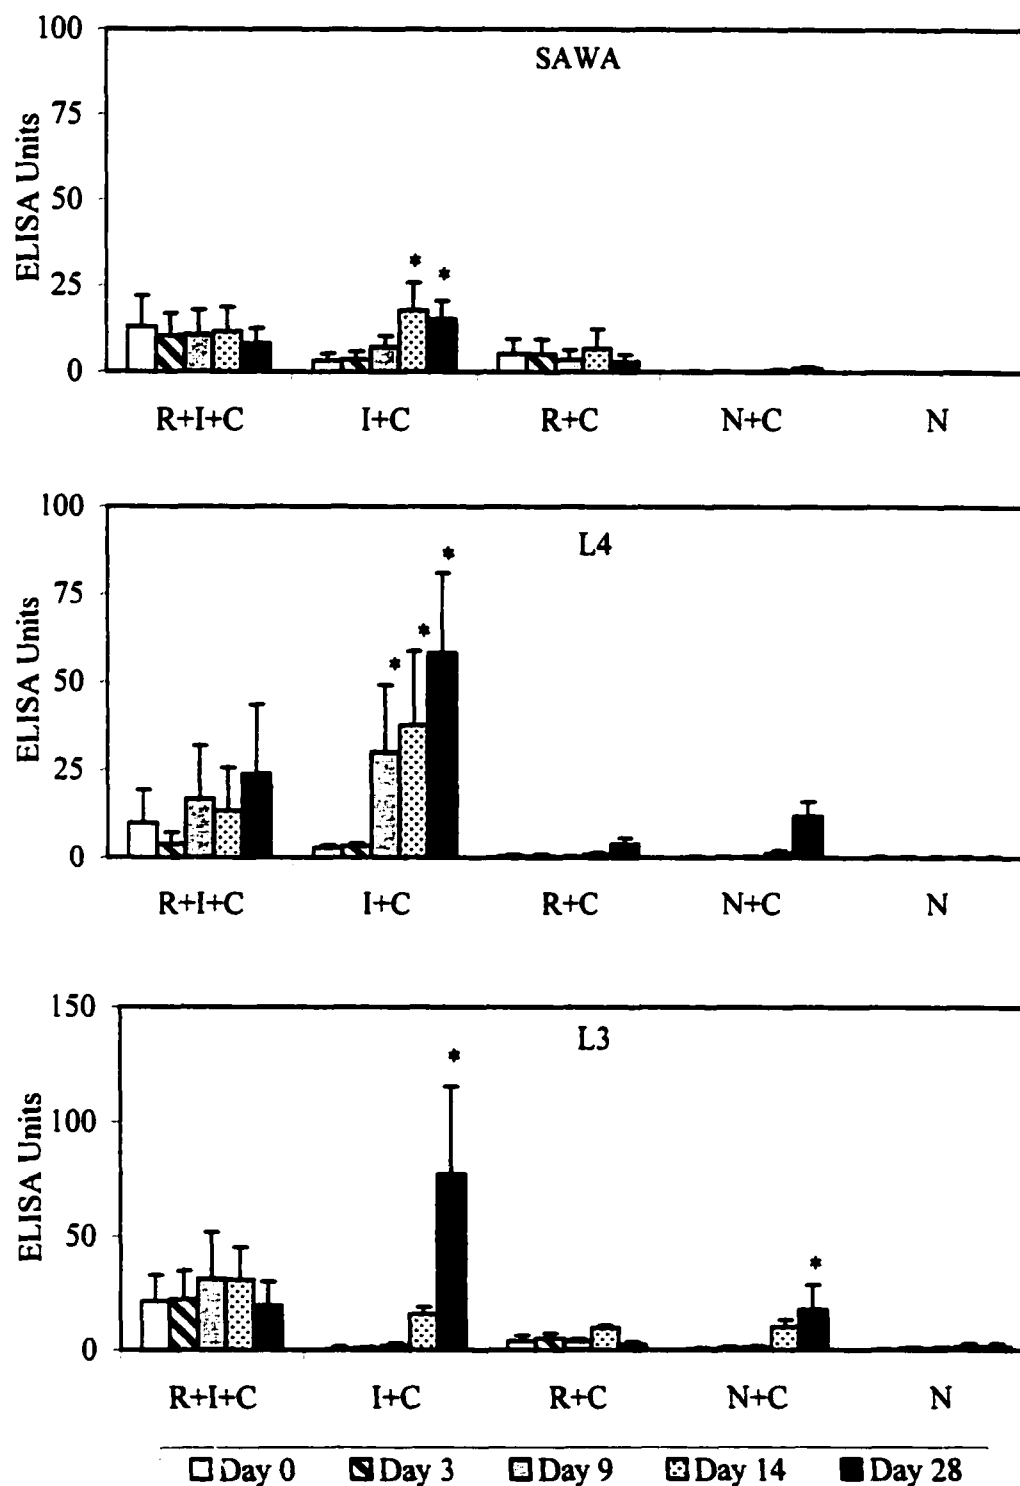 SAWA
ELISA Units
100
75
50
25
0
* *
R+I+C I+C R+C N+C N
L4
ELISA Units
100
75
50
25
0
* * *
R+I+C I+C R+C N+C N
L3
ELISA Units
150
100
50
0
* *
R+I+C I+C R+C N+C N
Day 0 Day 3 Day 9 Day 14 Day 28